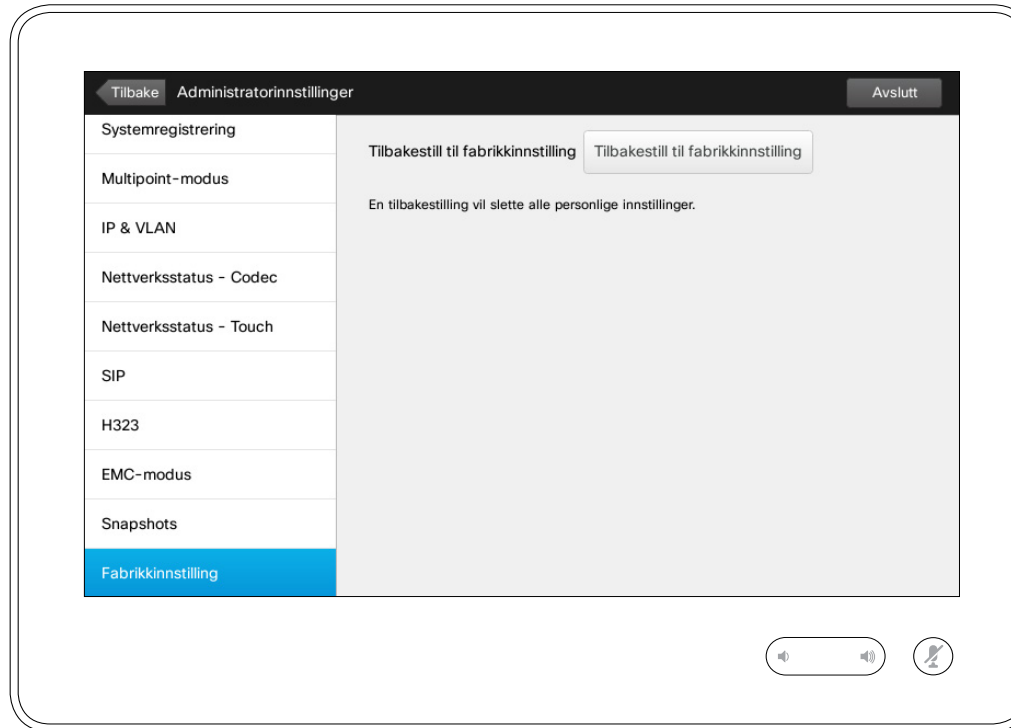 Tilbake Administratorinnstillinger Avslutt
Systemregistrering
Multipoint-modus
IP & VLAN
Nettverksstatus - Codec
Nettverksstatus - Touch
SIP
H323
EMC-modus
Snapshots
Fabrikkinnstilling
Tilbakestill til fabrikkinnstilling Tilbakestill til fabrikkinnstilling
En tilbakestilling vil slette alle personlige innstillinger.